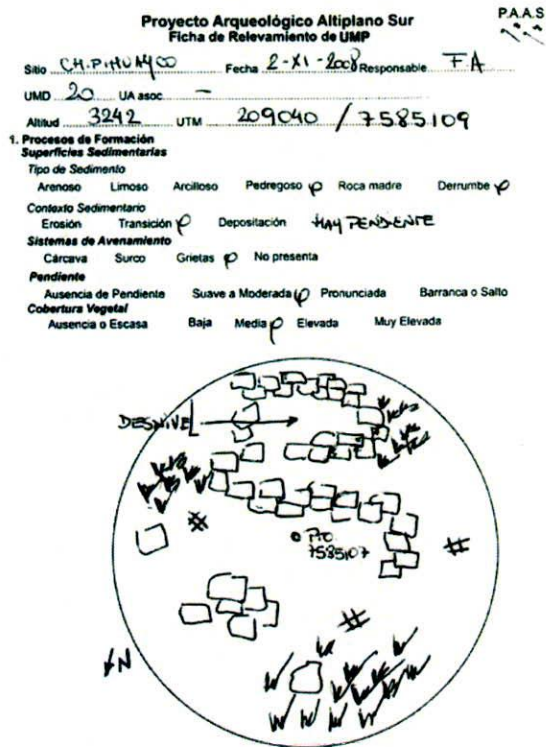 Proyecto Arqueológico Altiplano Sur P.A.A.S
Ficha de Relevamiento de UMP
Sitio CH.PIHUAYCO Fecha 2-XI-2008 Responsable F.A
UMD 20 UA asoc. -
Altitud 3242 UTM 209040 / 7585109
1. Procesos de Formación
Superficies Sedimentarias
Tipo de Sedimento
Arenoso Limoso Arcilloso Pedregoso Roca madre Derrumbe
Contexto Sedimentario
Erosión Transición Depositación HAY PENDIENTE
Sistemas de Avenamiento
Cárcava Surco Grietas No presenta
Pendiente
Ausencia de Pendiente Suave a Moderada Pronunciada Barranca o Salto
Cobertura Vegetal
Ausencia o Escasa Baja Media Elevada Muy Elevada
DESNIVEL
Pto.
7585107
N